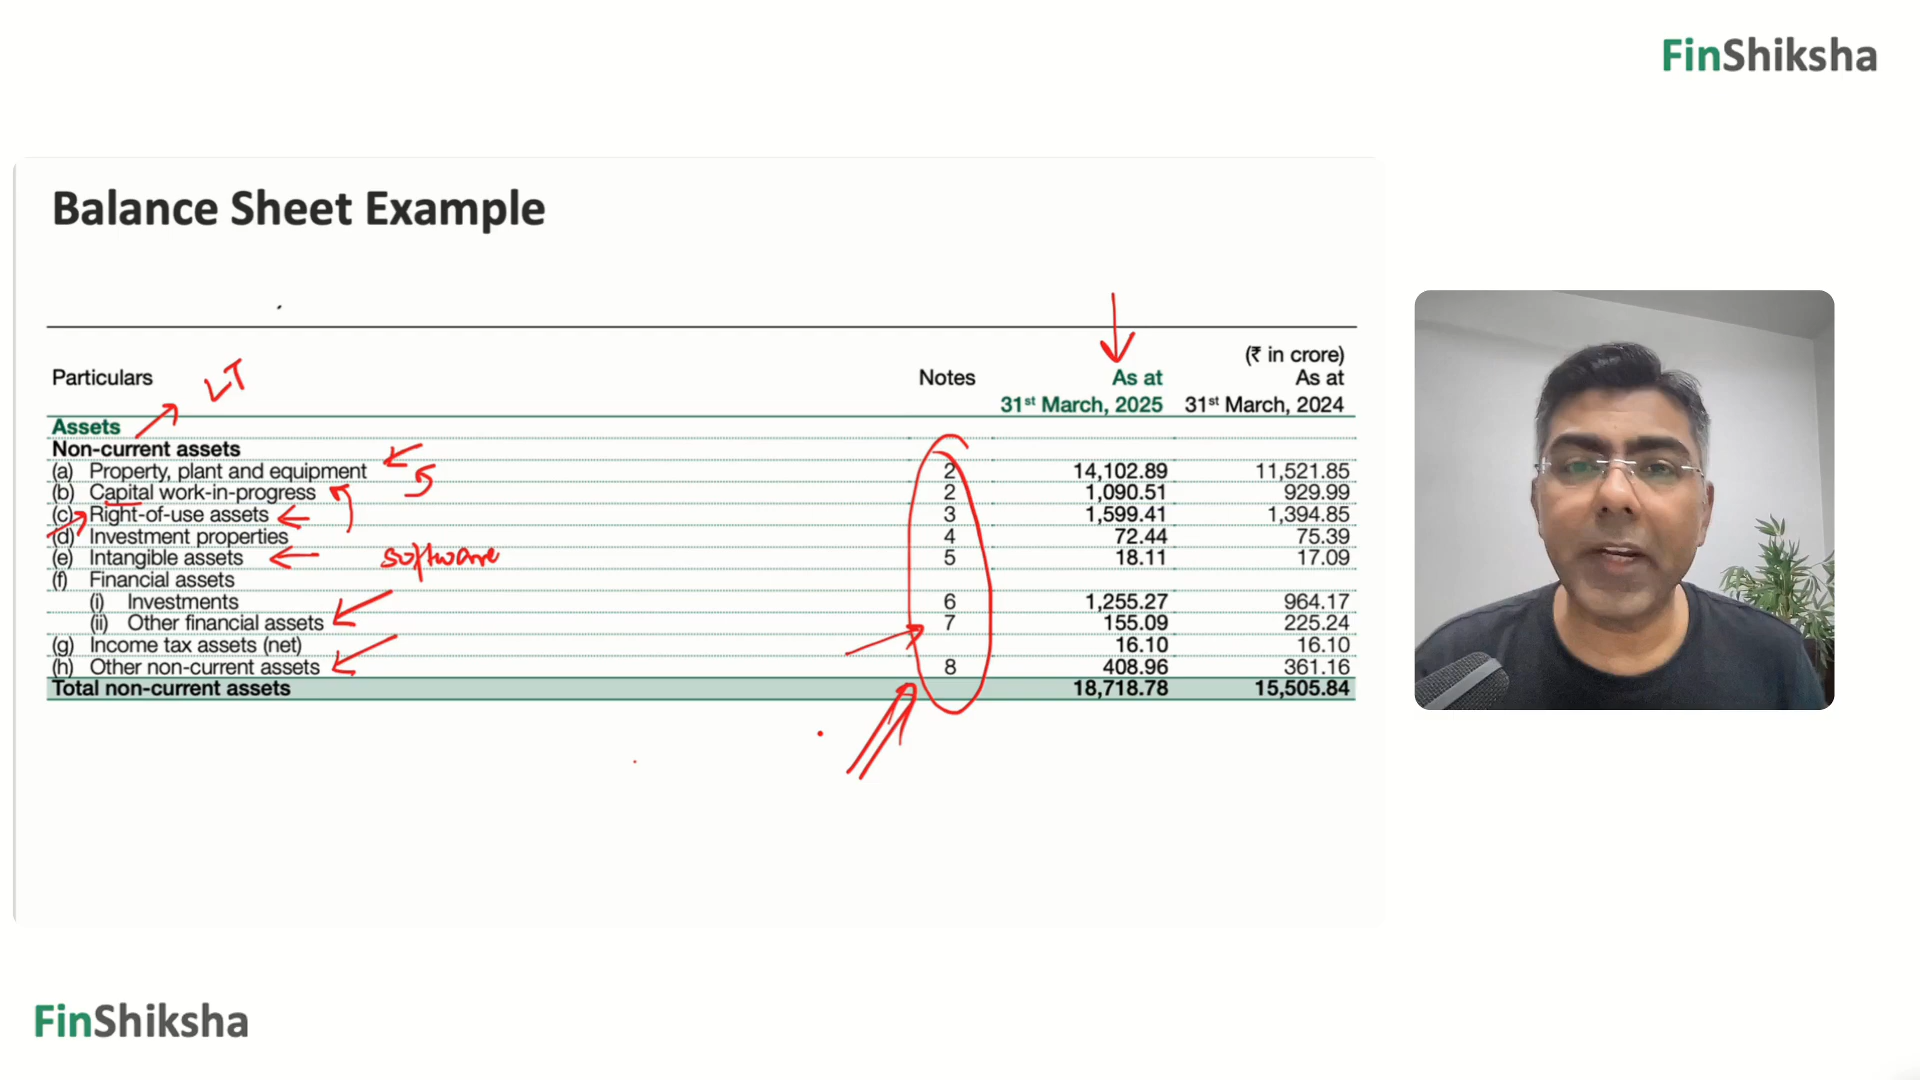 FinShiksha
Balance Sheet Example
(₹ in crore)
Particulars Notes As at As at
31st March, 2025 31st March, 2024
LT
Assets
Non-current assets
(a) Property, plant and equipment 2 14,102.89 11,521.85
5
(b) Capital work-in-progress 2 1,090.51 929.99
(c) Right-of-use assets 3 1,599.41 1,394.85
(d) Investment properties 4 72.44 75.39
(e) Intangible assets software 5 18.11 17.09
(f) Financial assets
(i) Investments 6 1,255.27 964.17
(ii) Other financial assets 7 155.09 225.24
(g) Income tax assets (net) 16.10 16.10
(h) Other non-current assets 8 408.96 361.16
Total non-current assets 18,718.78 15,505.84
FinShiksha